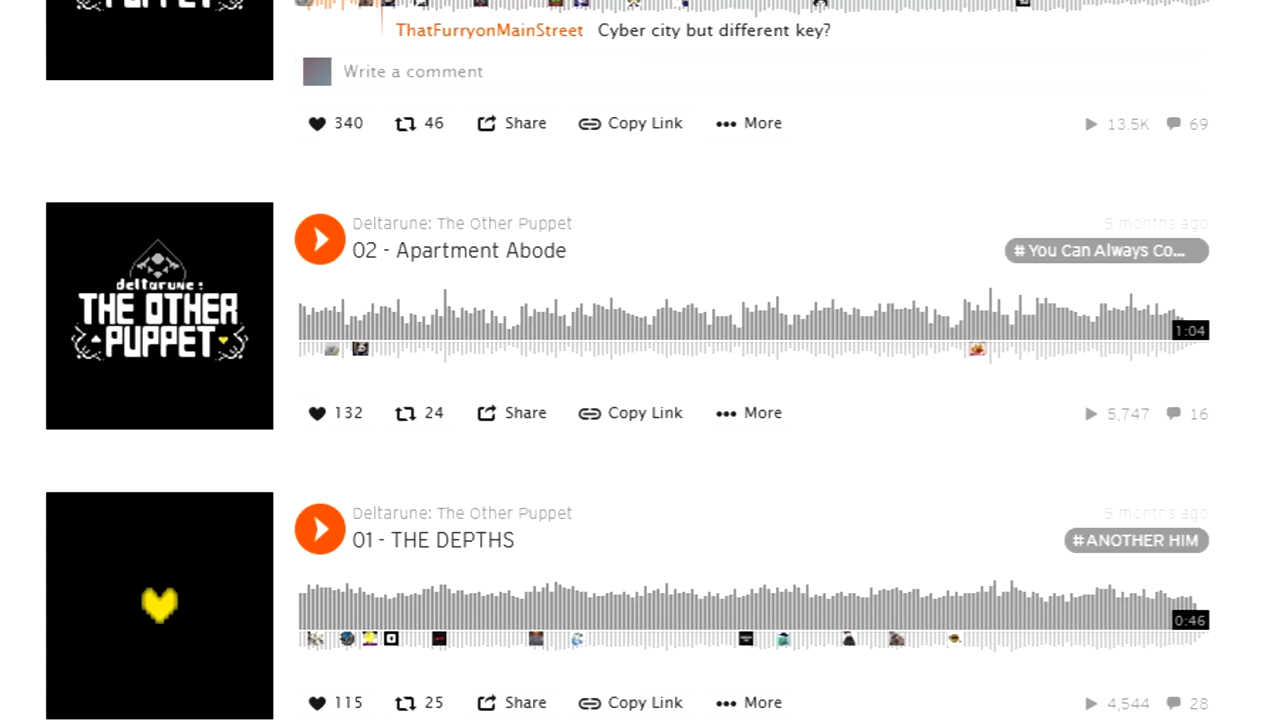 PUPPET
ThatFurryonMainStreet Cyber city but different key?
Write a comment
340 46 Share Copy Link More 13.5K 69
deltarune:
THE OTHER
PUPPET
Deltarune: The Other Puppet 5 months ago
02 - Apartment Abode # You Can Always Co...
1:04
132 24 Share Copy Link More 5,747 16
Deltarune: The Other Puppet 5 months ago
01 - THE DEPTHS # ANOTHER HIM
0:46
115 25 Share Copy Link More 4,544 28